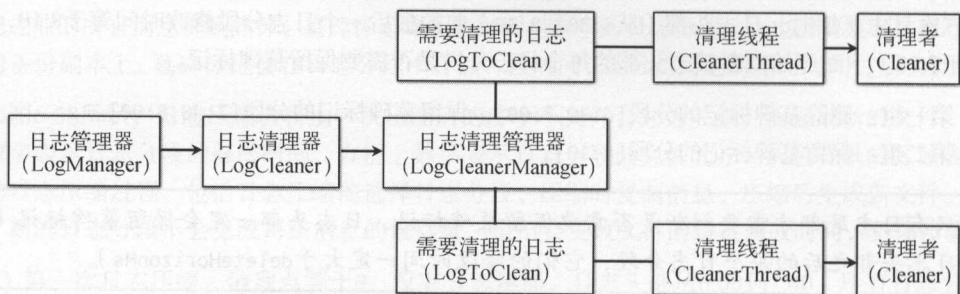 需要清理的日志
(LogToClean)
清理线程
(CleanerThread)
清理者
(Cleaner)
日志管理器
(LogManager)
日志清理器
(LogCleaner)
日志清理管理器
(LogCleanerManager)
需要清理的日志
(LogToClean)
清理线程
(CleanerThread)
清理者
(Cleaner)